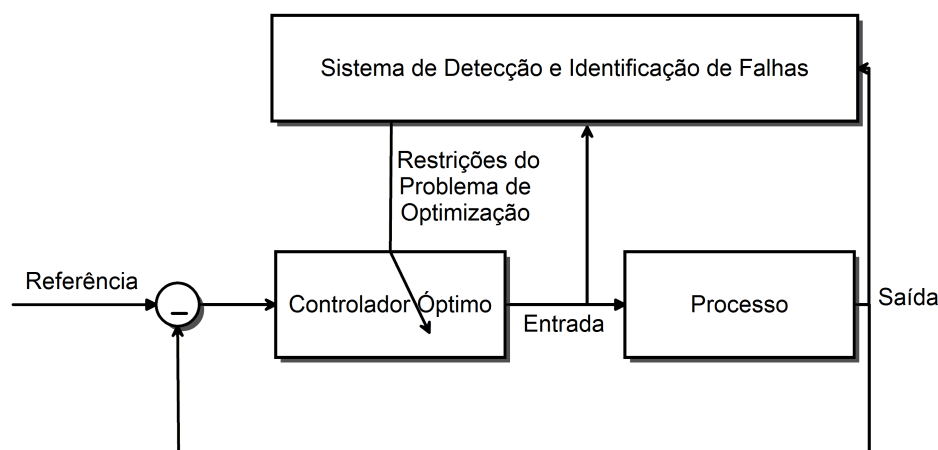 Sistema de Detecção e Identificação de Falhas
Restrições do
Problema de
Optimização
Referência
Controlador Óptimo
Entrada
Processo
Saída